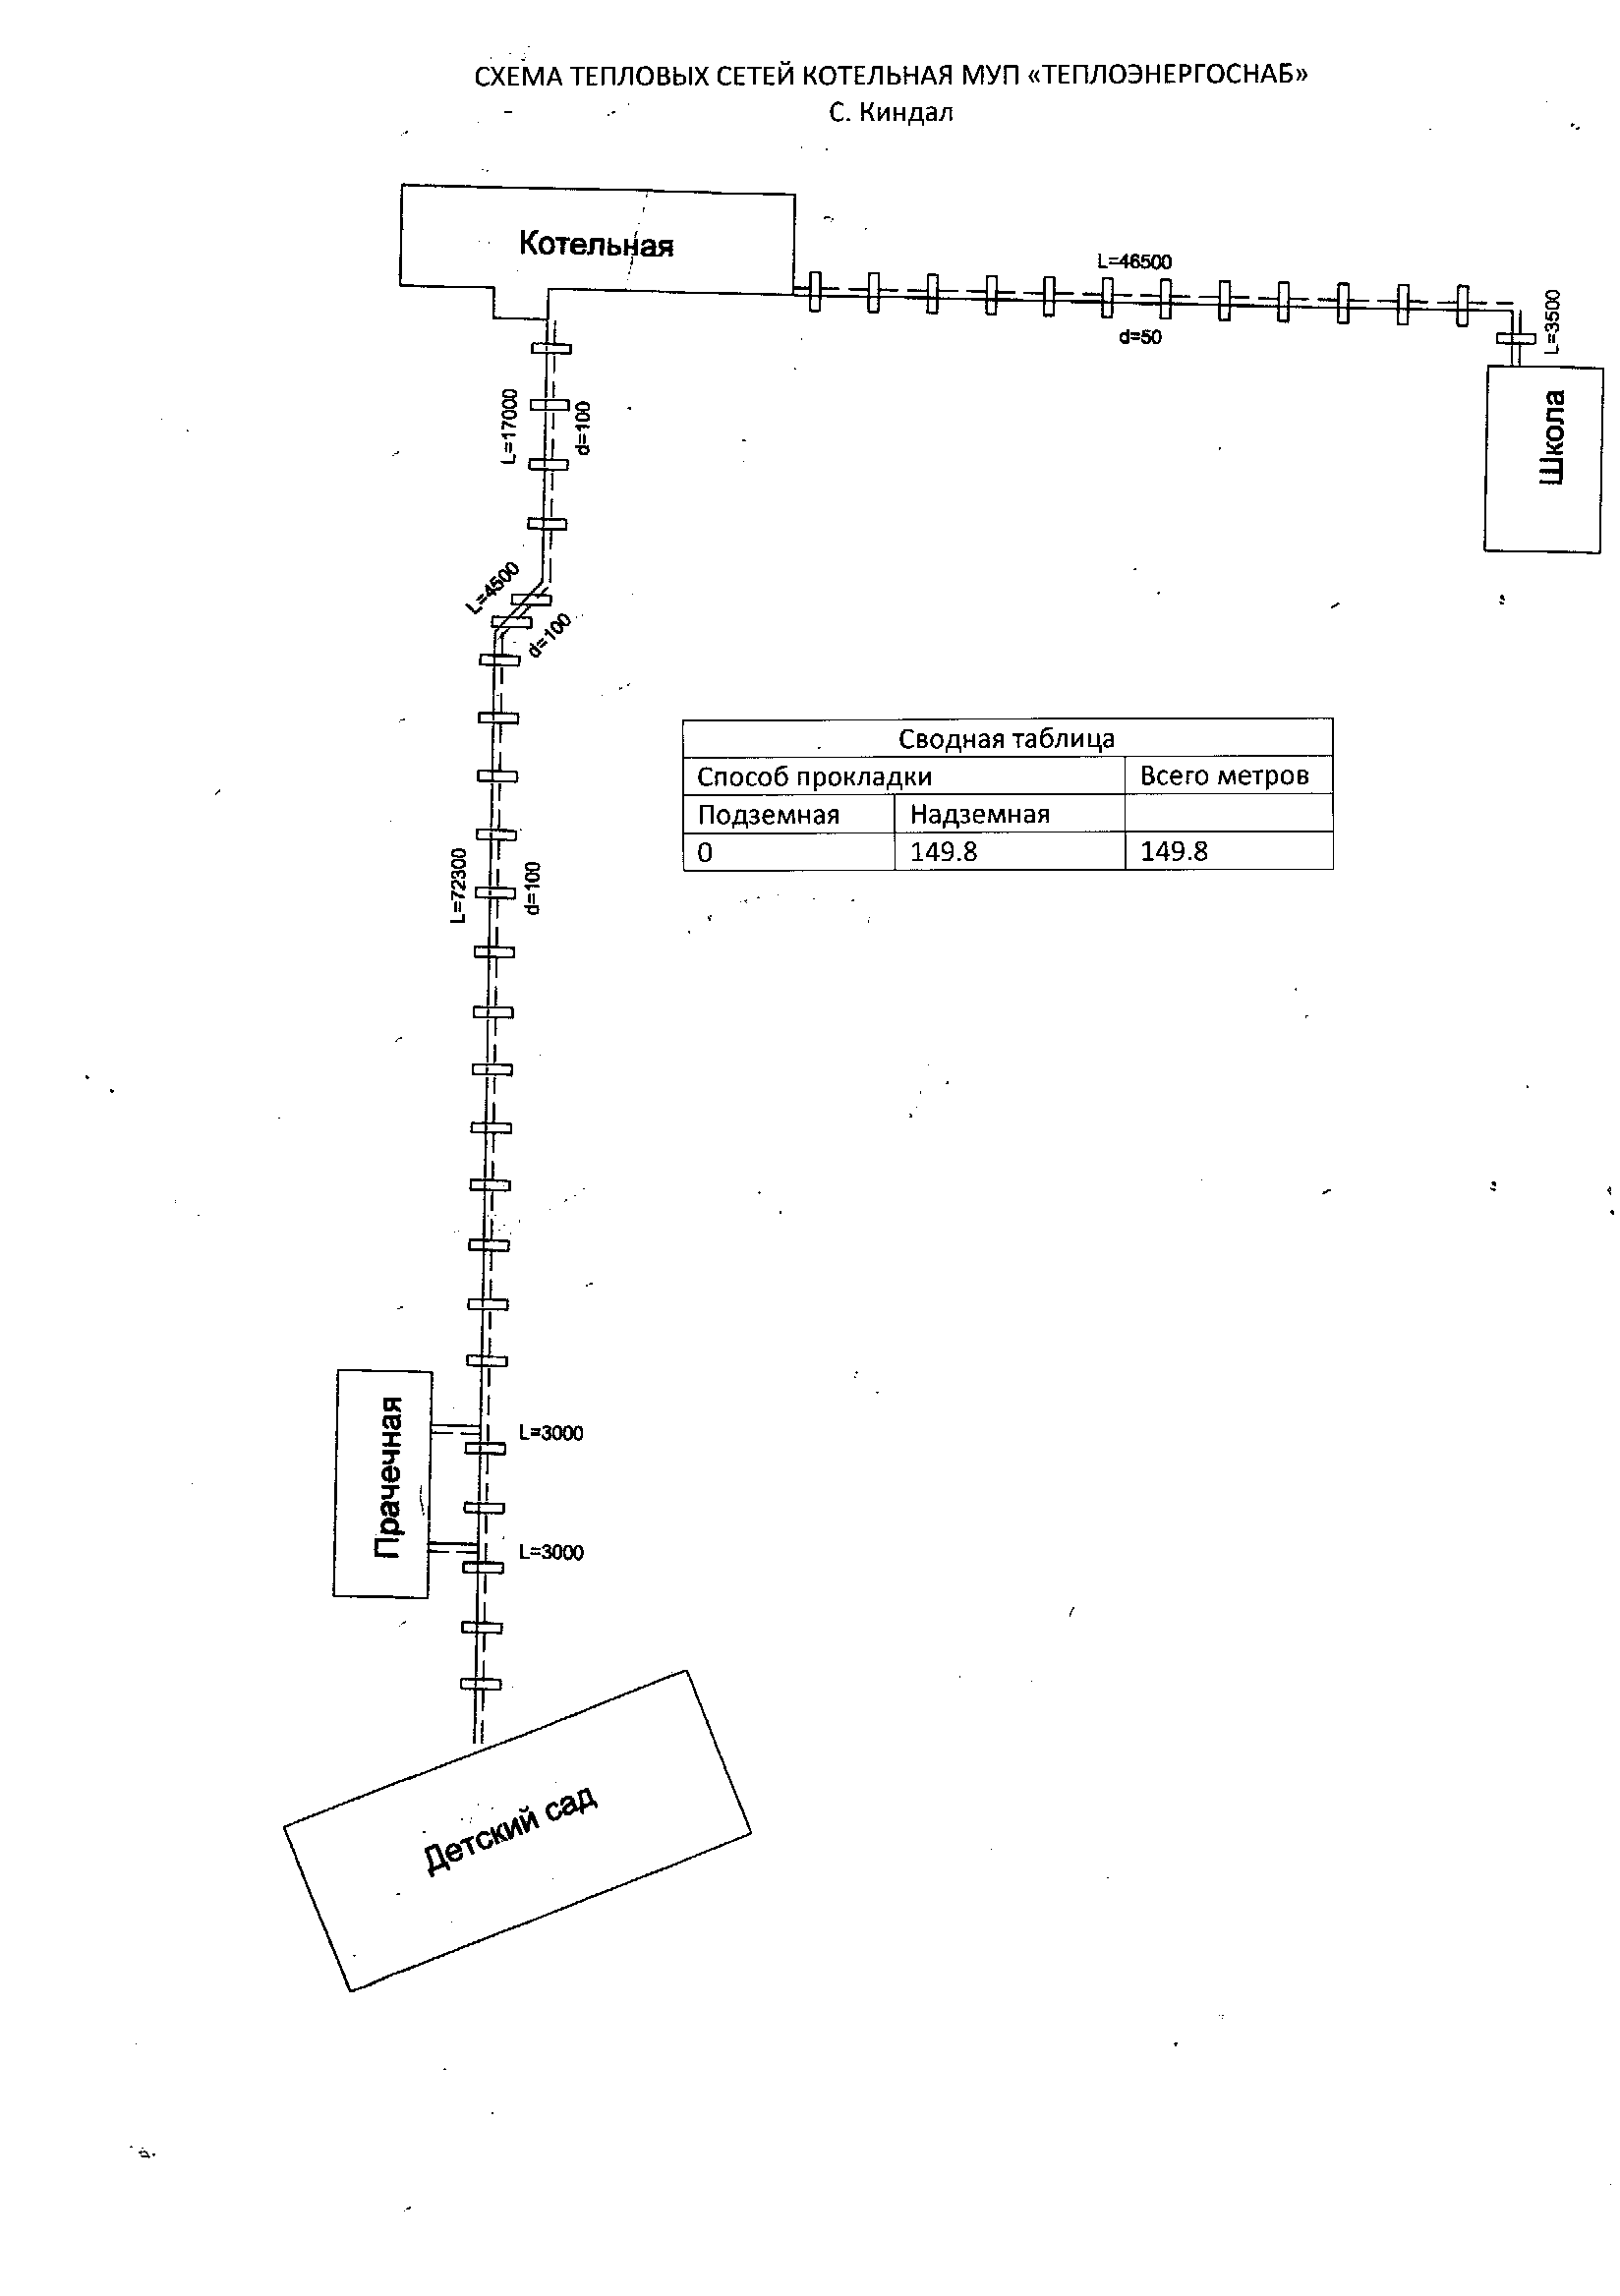 СХЕМА ТЕПЛОВЫХ СЕТЕЙ КОТЕЛЬНАЯ МУП «ТЕПЛОЭНЕРГОСНАБ»
С. Киндал
Котельная
L=46500
d=50
L=3500
Школа
L=17000
d=100
L=4500
d=100
Сводная таблица
Способ прокладки Всего метров
Подземная Надземная
0 149.8 149.8
L=72300
d=100
Прачечная
L=3000
L=3000
Детский сад